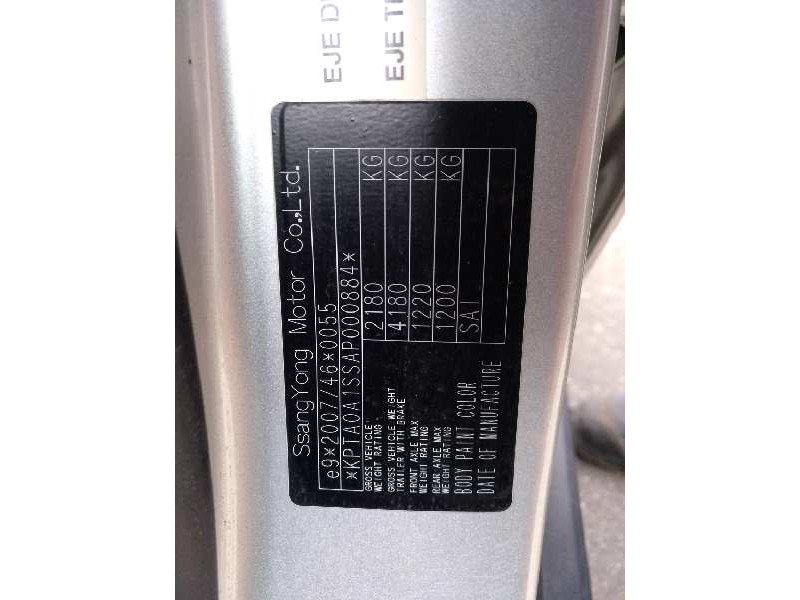 EJE D
EJE T
SsangYong Motor Co.,Ltd.
e9*2007/46*0055
*KPTA0A1SSAP000884*
GROSS VEHICLE WEIGHT RATING 2180 KG
GROSS VEHICLE WEIGHT TRAILER WITH BRAKE 4180 KG
FRONT AXLE MAX WEIGHT RATING 1220 KG
REAR AXLE MAX WEIGHT RATING 1200 KG
BODY PAINT COLOR SAI
DATE OF MANUFACTURE